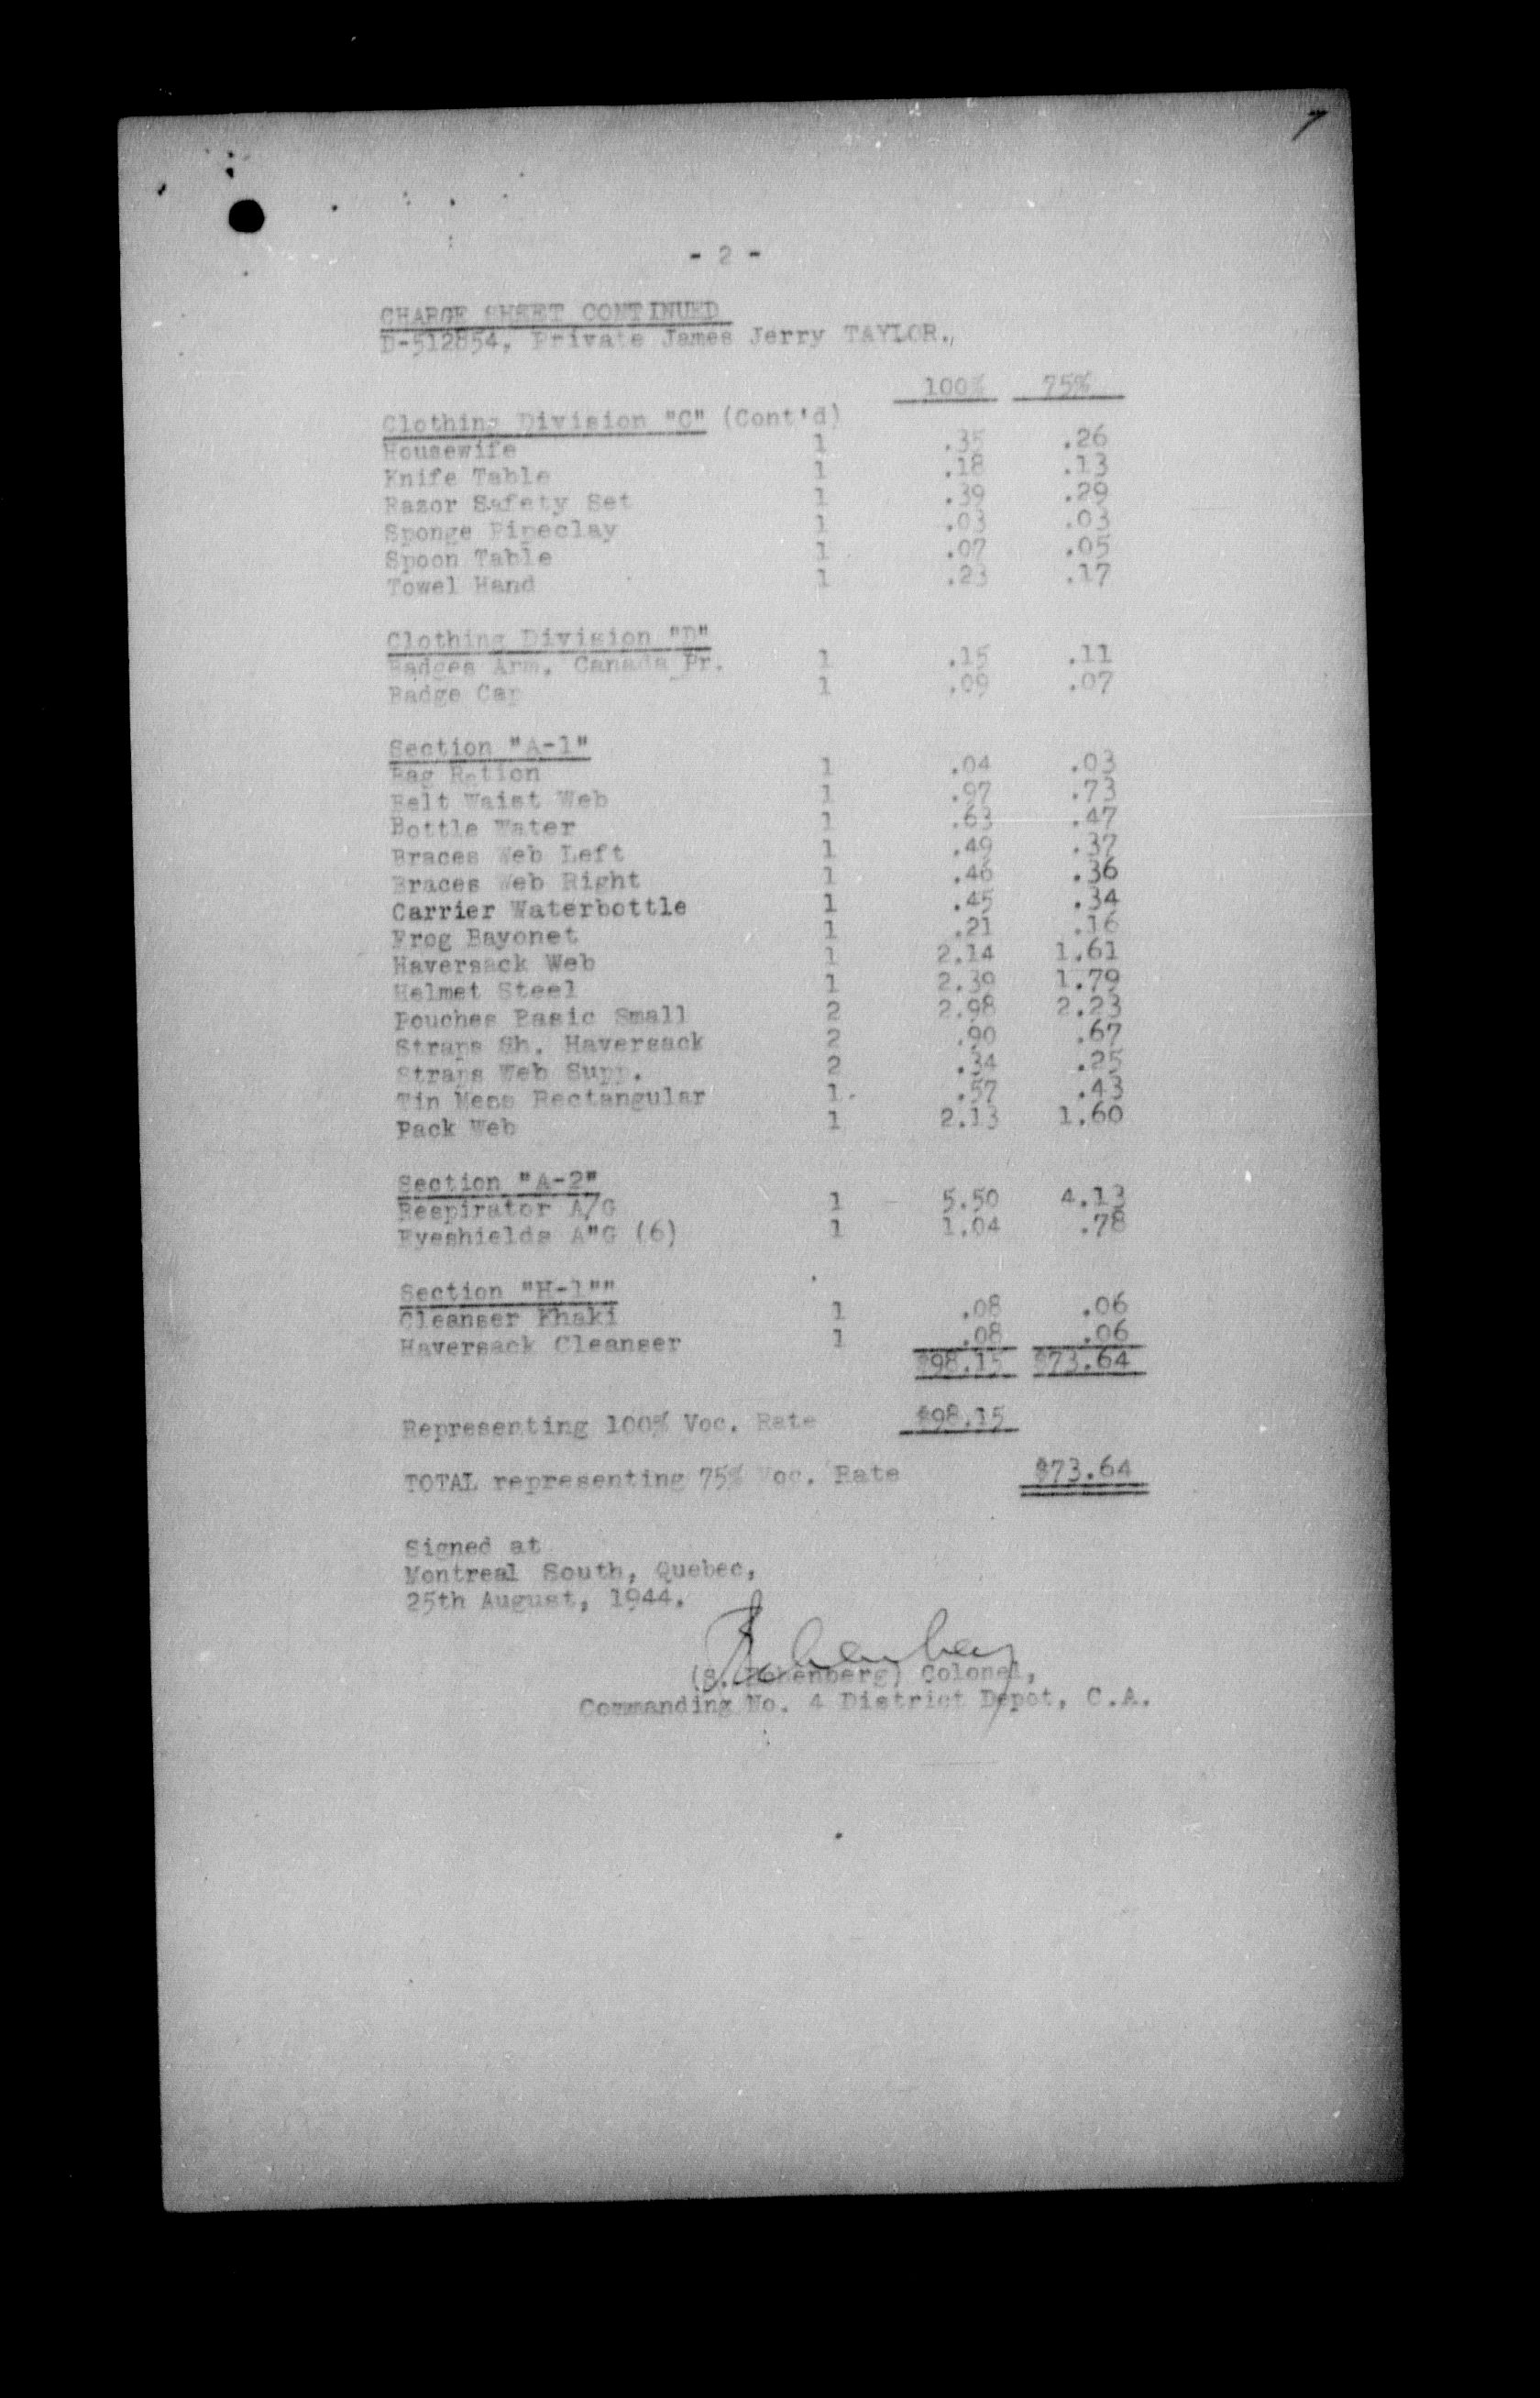 7
- 2 -
CHARGE SHEET CONTINUED
D-512854, Private James Jerry TAYLOR.,
100% 75%
Clothing Division "C" (Cont'd)
Housewife 1 .35 .26
Knife Table 1 .18 .13
Razor Safety Set 1 .39 .29
Sponge Pipeclay 1 .03 .03
Spoon Table 1 .07 .05
Towel Hand 1 .23 .17
Clothing Division "D"
Badges Arm. Canada Pr. 1 .15 .11
Badge Cap 1 .09 .07
Section "A-1"
Bag Ration 1 .04 .03
Belt Waist Web 1 .97 .73
Bottle Water 1 .63 .47
Braces Web Left 1 .49 .37
Braces Web Right 1 .46 .36
Carrier Waterbottle 1 .45 .34
Frog Bayonet 1 .21 .16
Haversack Web 1 2.14 1.61
Helmet Steel 1 2.39 1.79
Pouches Basic Small 2 2.98 2.23
Straps Sh. Haversack 2 .90 .67
Straps Web Supp. 2 .34 .25
Tin Mess Rectangular 1 .57 .43
Pack Web 1 2.13 1.60
Section "A-2"
Respirator A/G 1 5.50 4.13
Eyeshields A"G (6) 1 1.04 .78
Section "H-1""
Cleanser Khaki 1 .08 .06
Haversack Cleanser 1 .08 .06
$98.15 $73.64
Representing 100% Voc. Rate $98.15
TOTAL representing 75% Voc. Rate $73.64
Signed at
Montreal South, Quebec,
25th August, 1944.
(S. Echenberg) Colonel,
Commanding No. 4 District Depot, C.A.